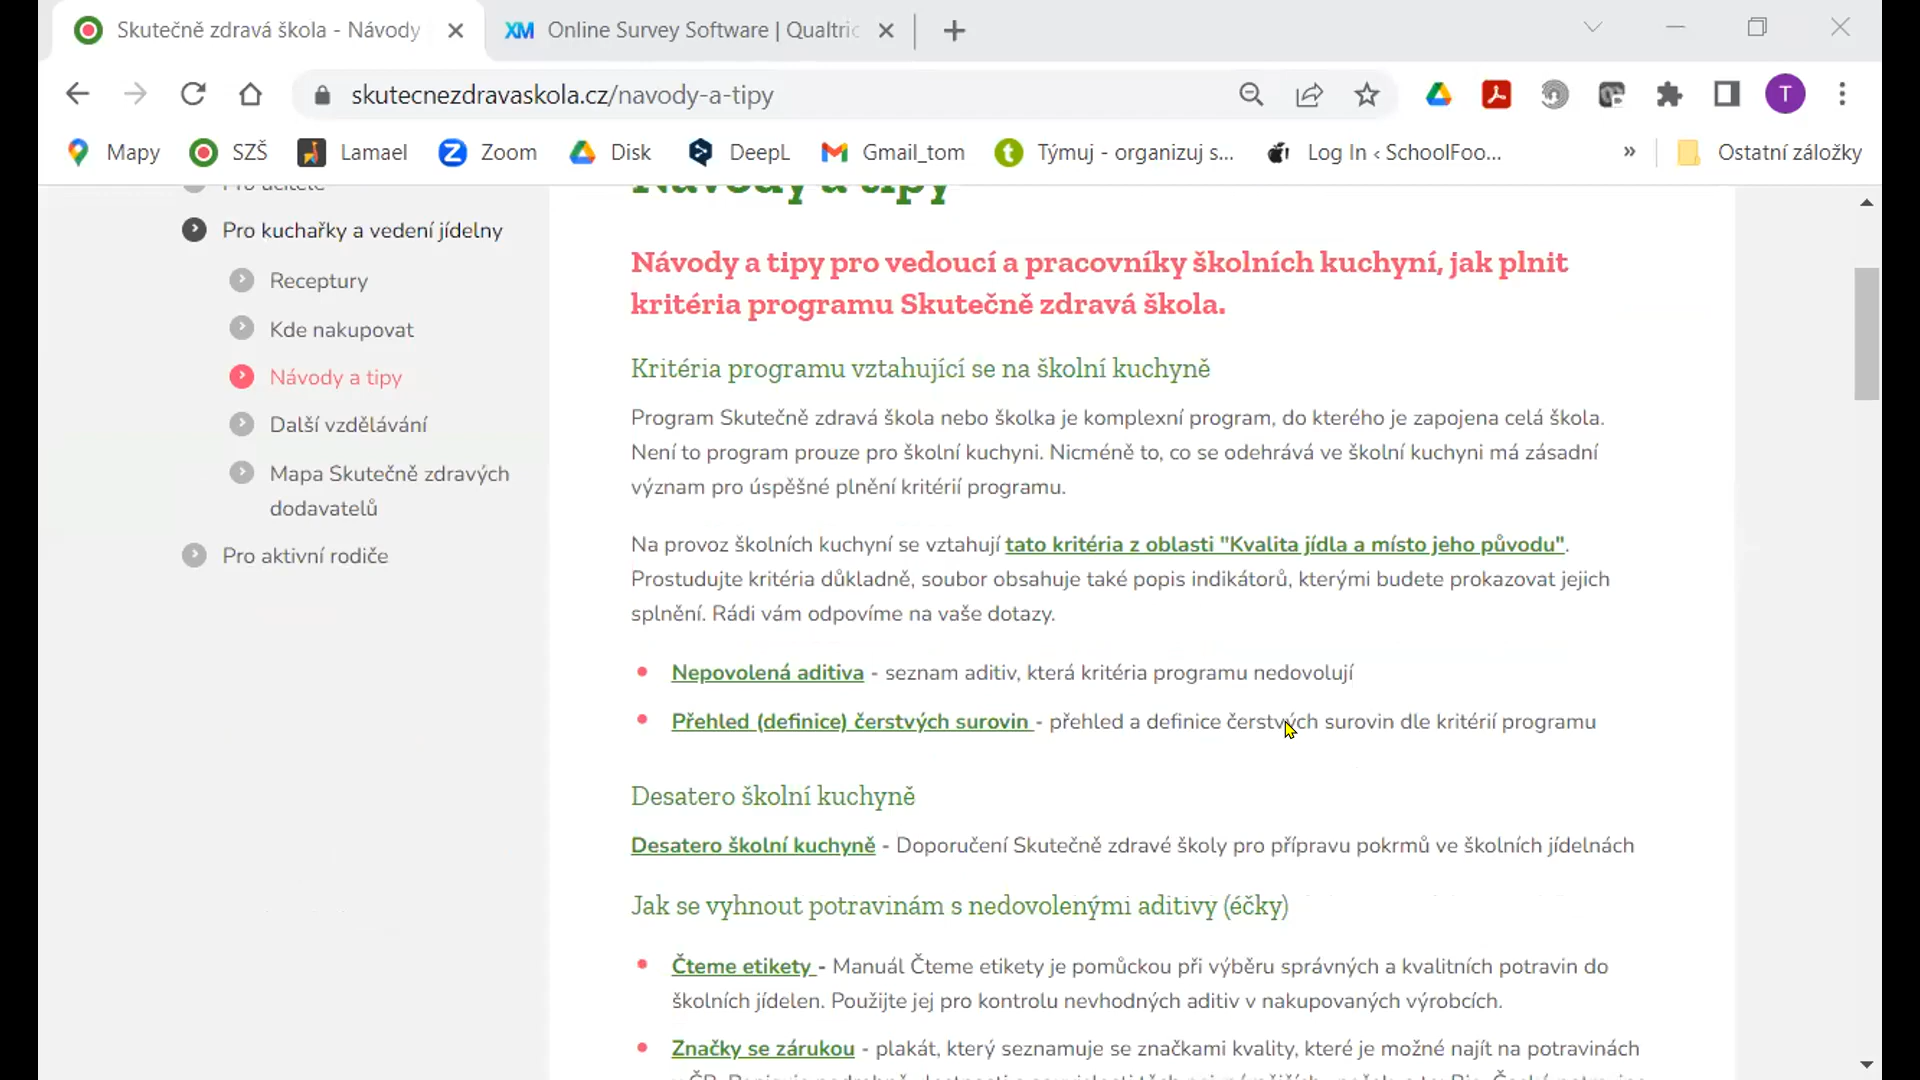 Skutečně zdravá škola - Návody
Online Survey Software | Qualtric
skutecnezdravaskola.cz/navody-a-tipy
T
Mapy
SZŠ
Lamael
Zoom
Disk
DeepL
Gmail_tom
Týmuj - organizuj s...
Log In ‹ SchoolFoo...
»
Ostatní záložky
Pro učitele
Pro kuchařky a vedení jídelny
Receptury
Kde nakupovat
Návody a tipy
Další vzdělávání
Mapa Skutečně zdravých
dodavatelů
Pro aktivní rodiče
Návody a tipy
Návody a tipy pro vedoucí a pracovníky školních kuchyní, jak plnit
kritéria programu Skutečně zdravá škola.
Kritéria programu vztahující se na školní kuchyně
Program Skutečně zdravá škola nebo školka je komplexní program, do kterého je zapojena celá škola.
Není to program prouze pro školní kuchyni. Nicméně to, co se odehrává ve školní kuchyni má zásadní
význam pro úspěšné plnění kritérií programu.
Na provoz školních kuchyní se vztahují tato kritéria z oblasti "Kvalita jídla a místo jeho původu".
Prostudujte kritéria důkladně, soubor obsahuje také popis indikátorů, kterými budete prokazovat jejich
splnění. Rádi vám odpovíme na vaše dotazy.
Nepovolená aditiva - seznam aditiv, která kritéria programu nedovolují
Přehled (definice) čerstvých surovin - přehled a definice čerstvých surovin dle kritérií programu
Desatero školní kuchyně
Desatero školní kuchyně - Doporučení Skutečně zdravé školy pro přípravu pokrmů ve školních jídelnách
Jak se vyhnout potravinám s nedovolenými aditivy (éčky)
Čteme etikety - Manuál Čteme etikety je pomůckou při výběru správných a kvalitních potravin do
školních jídelen. Použijte jej pro kontrolu nevhodných aditiv v nakupovaných výrobcích.
Značky se zárukou - plakát, který seznamuje se značkami kvality, které je možné najít na potravinách